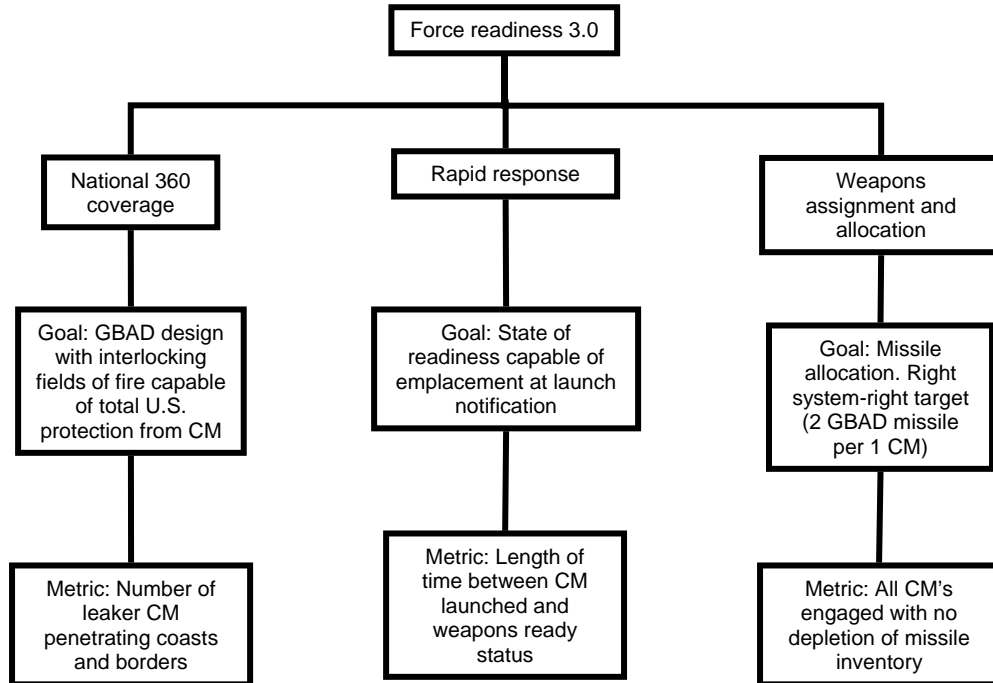 Force readiness 3.0
National 360
coverage
Rapid response
Weapons
assignment and
allocation
Goal: GBAD design
with interlocking
fields of fire capable
of total U.S.
protection from CM
Goal: State of
readiness capable of
emplacement at launch
notification
Goal: Missile
allocation. Right
system-right target
(2 GBAD missile
per 1 CM)
Metric: Number of
leaker CM
penetrating coasts
and borders
Metric: Length of
time between CM
launched and
weapons ready
status
Metric: All CM’s
engaged with no
depletion of missile
inventory